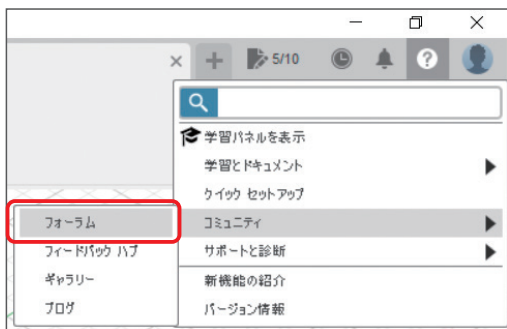 5/10
学習パネルを表示
学習とドキュメント
クイック セットアップ
コミュニティ
サポートと診断
新機能の紹介
バージョン情報
フォーラム
フィードバック ハブ
ギャラリー
ブログ